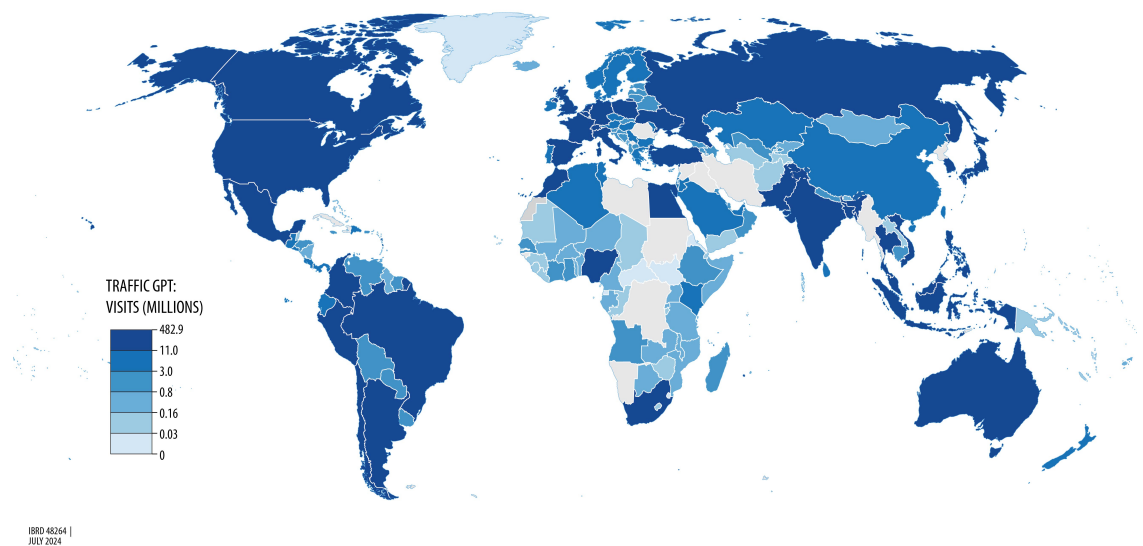 TRAFFIC GPT:
VISITS (MILLIONS)
482.9
11.0
3.0
0.8
0.16
0.03
0
IBRD 48264 |
JULY 2024